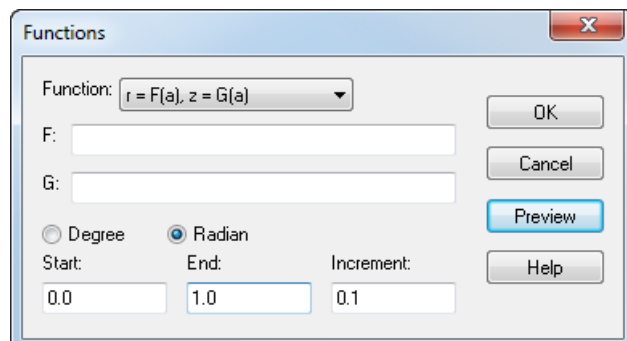 Functions
Function: r = F(a), z = G(a)
OK
F:
Cancel
G:
Preview
Degree Radian
Help
Start: End: Increment:
0.0 1.0 0.1